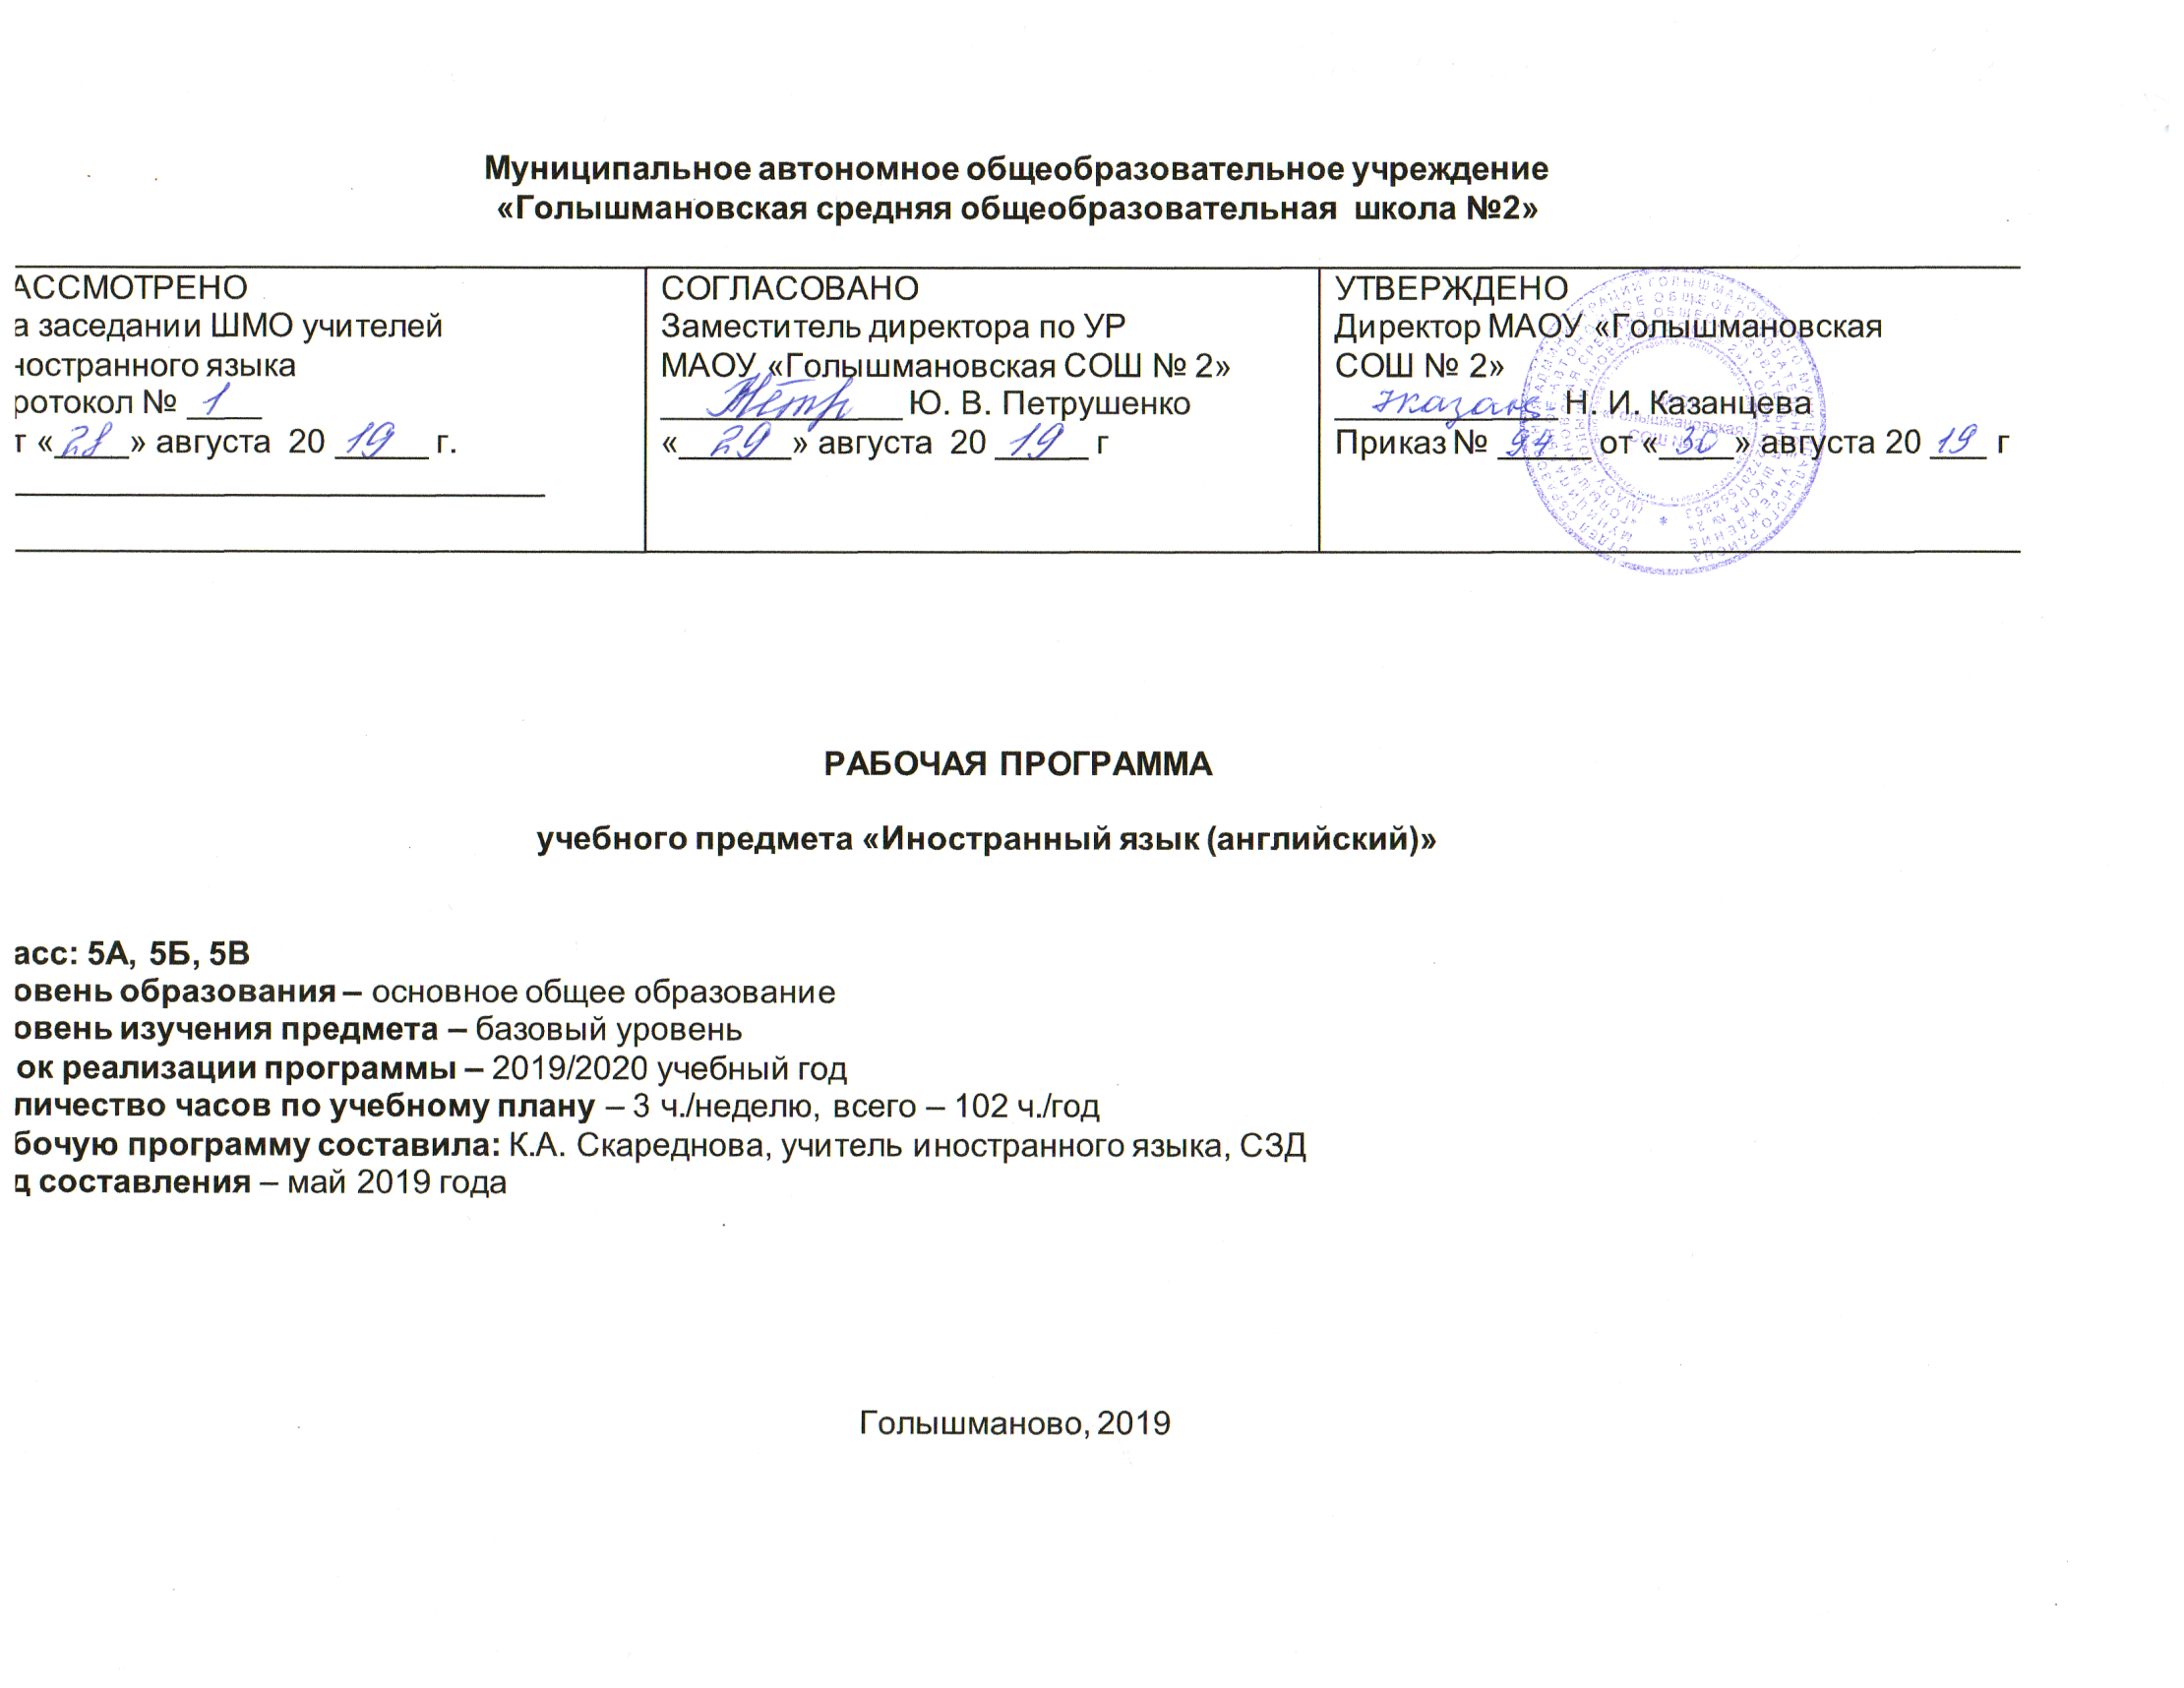 Муниципальное автономное общеобразовательное учреждение
«Голышмановская средняя общеобразовательная школа №2»
АССМОТРЕНО
а заседании ШМО учителей
ностранного языка
ротокол № 1
т «28» августа 20 19 г.
СОГЛАСОВАНО
Заместитель директора по УР
МАОУ «Голышмановская СОШ № 2»
Ю. В. Петрушенко
«29» августа 20 19 г
УТВЕРЖДЕНО
Директор МАОУ «Голышмановская
СОШ № 2»
Н. И. Казанцева
Приказ № 94 от «30» августа 20 19 г
РАБОЧАЯ ПРОГРАММА
учебного предмета «Иностранный язык (английский)»
асс: 5А, 5Б, 5В
овень образования – основное общее образование
овень изучения предмета – базовый уровень
ок реализации программы – 2019/2020 учебный год
личество часов по учебному плану – 3 ч./неделю, всего – 102 ч./год
бочую программу составила: К.А. Скареднова, учитель иностранного языка, СЗД
д составления – май 2019 года
Голышманово, 2019